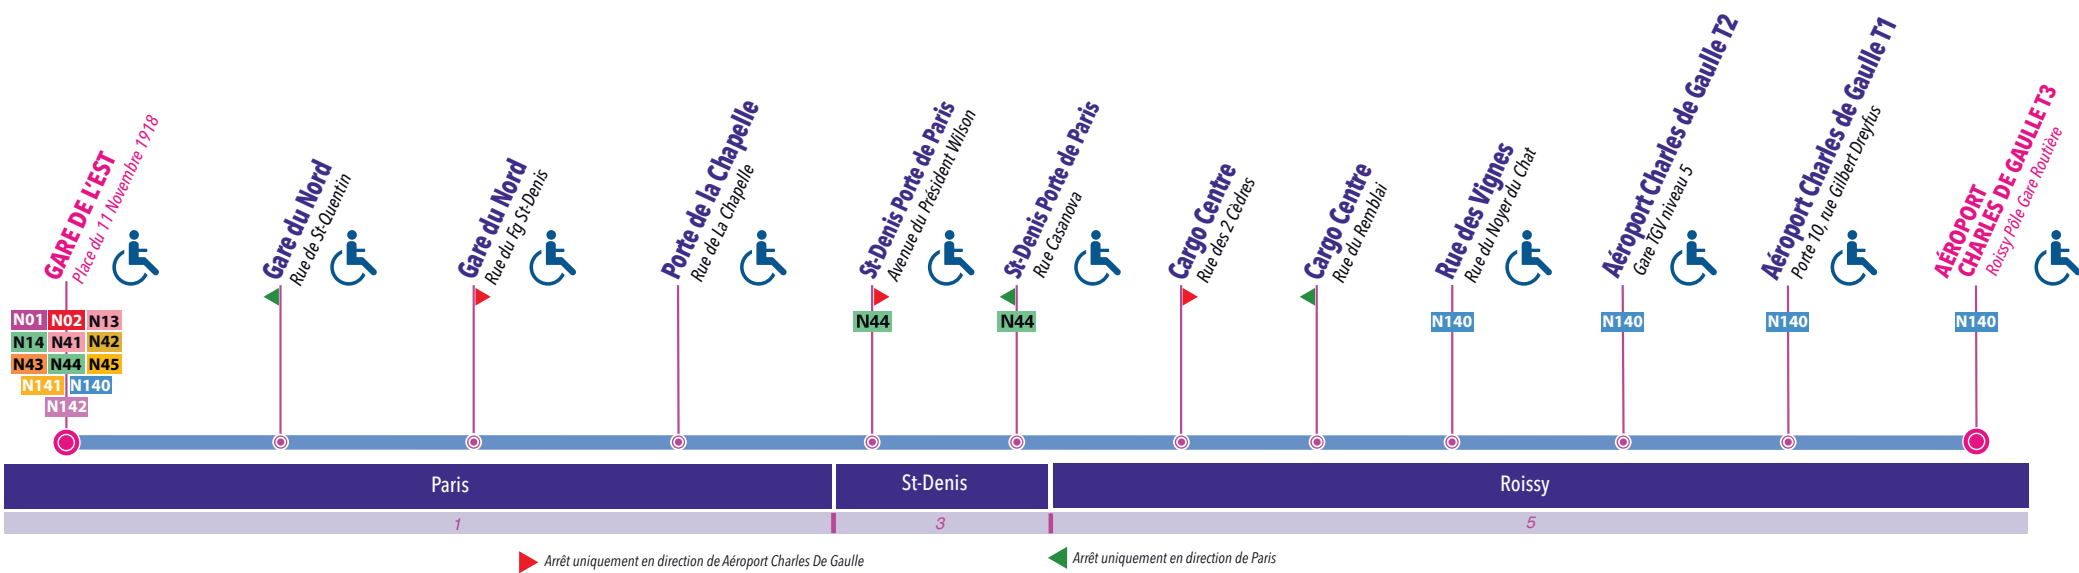 GARE DE L'EST
Place du 11 Novembre 1918
Gare du Nord
Rue de St-Quentin
Gare du Nord
Rue du Fg St-Denis
Porte de la Chapelle
Rue de La Chapelle
St-Denis Porte de Paris
Avenue du Président Wilson
St-Denis Porte de Paris
Rue Casanova
Cargo Centre
Rue des 2 Cèdres
Cargo Centre
Rue du Remblai
Rue des Vignes
Rue du Noyer du Chat
Aéroport Charles de Gaulle T2
Gare TGV niveau 5
Aéroport Charles de Gaulle T1
Porte 10, rue Gilbert Dreyfus
AÉROPORT
CHARLES DE GAULLE T3
Roissy Pôle Gare Routière
N01 N02 N13
N14 N41 N42
N43 N44 N45
N141 N140
N142
N44
N44
N140
N140
N140
N140
Paris
St-Denis
Roissy
1
3
5
Arrêt uniquement en direction de Aéroport Charles De Gaulle
Arrêt uniquement en direction de Paris